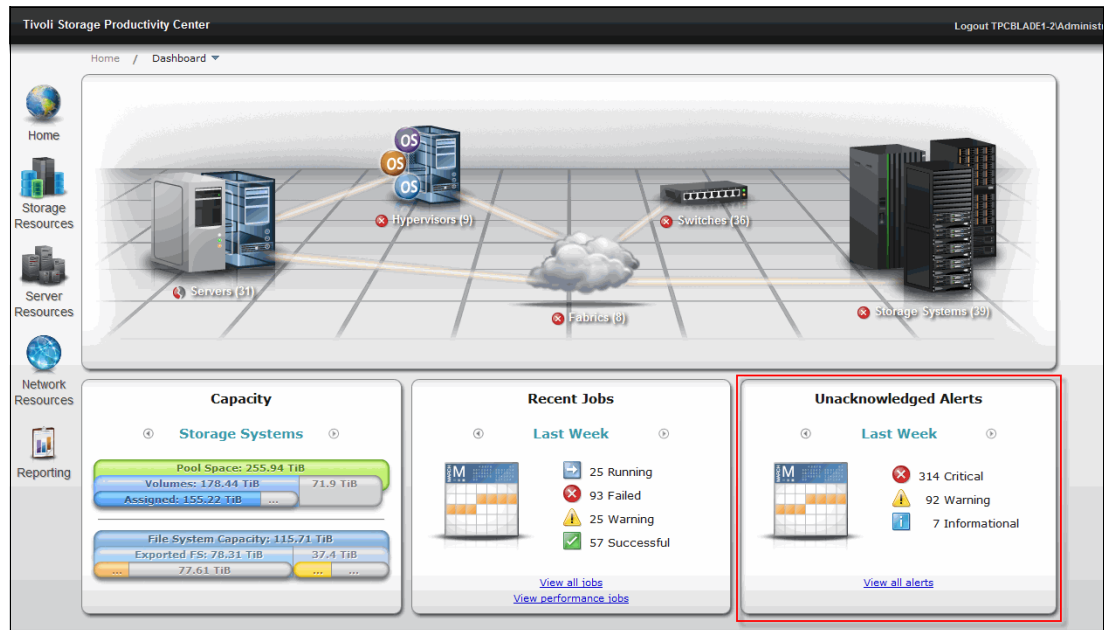 Tivoli Storage Productivity Center
Logout TPCBLADE1-2\Administ
Home / Dashboard
Home
Storage
Resources
Server
Resources
Network
Resources
Reporting
OS
OS
OS
Hypervisors (9)
Switches (36)
Servers (31)
Fabrics (8)
Storage Systems (39)
Capacity
Storage Systems
Pool Space: 255.94 TiB
Volumes: 178.44 TiB
71.9 TiB
Assigned: 155.22 TiB
...
File System Capacity: 115.71 TiB
Exported FS: 78.31 TiB
37.4 TiB
...
77.61 TiB
...
...
Recent Jobs
Last Week
M
25 Running
93 Failed
25 Warning
57 Successful
View all jobs
View performance jobs
Unacknowledged Alerts
Last Week
M
314 Critical
92 Warning
7 Informational
View all alerts